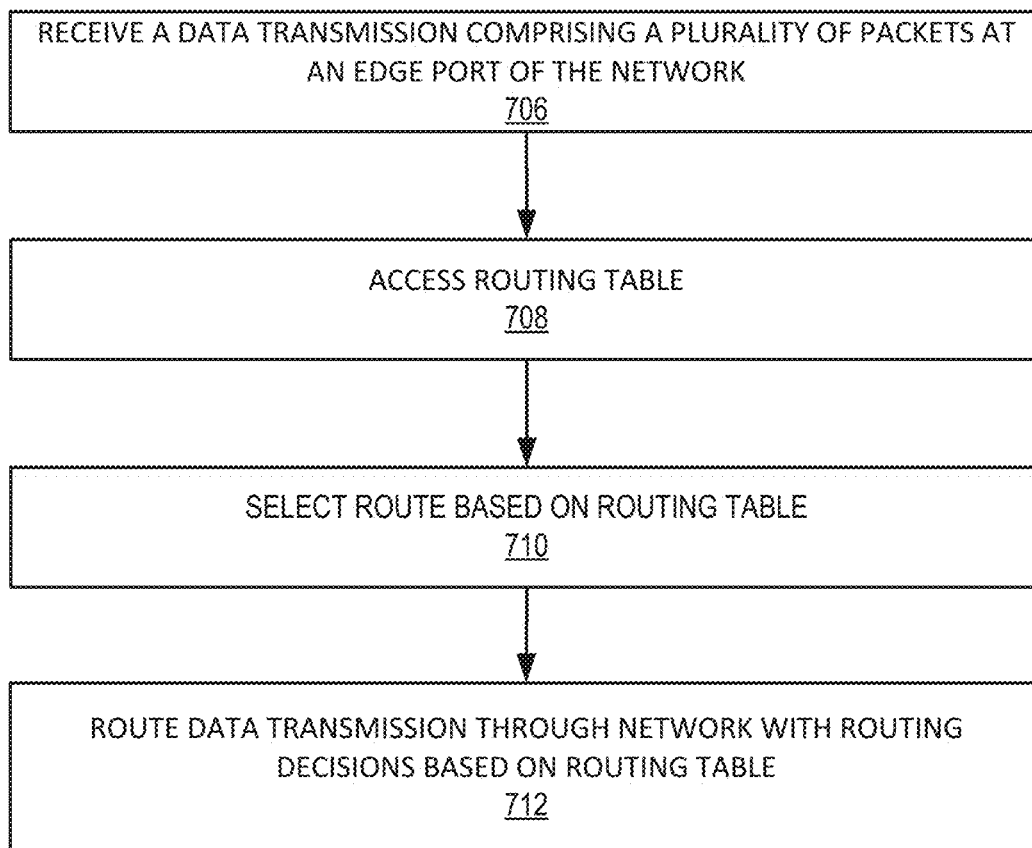 RECEIVE A DATA TRANSMISSION COMPRISING A PLURALITY OF PACKETS AT
AN EDGE PORT OF THE NETWORK
706
ACCESS ROUTING TABLE
708
SELECT ROUTE BASED ON ROUTING TABLE
710
ROUTE DATA TRANSMISSION THROUGH NETWORK WITH ROUTING
DECISIONS BASED ON ROUTING TABLE
712